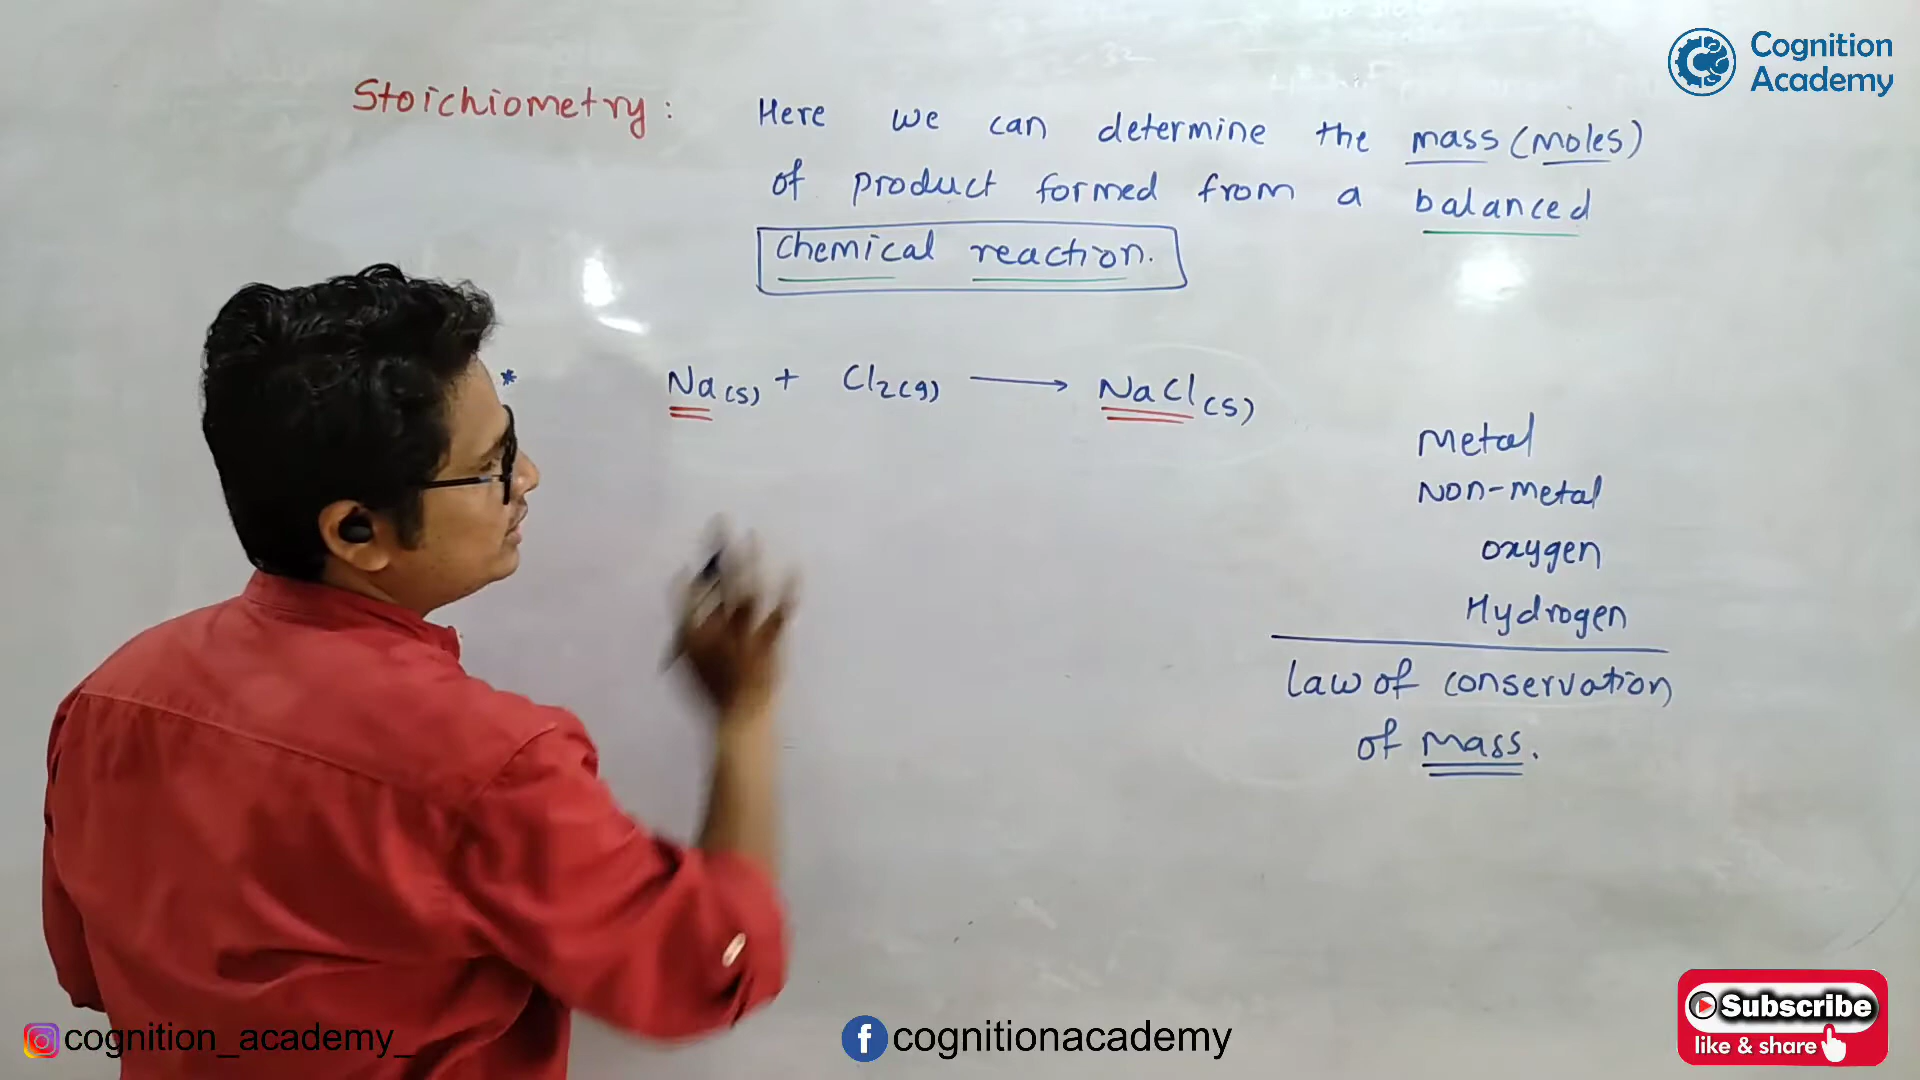 Cognition
Academy
Stoichiometry : Here we can determine the mass (moles)
of product formed from a balanced
chemical reaction.
* Na(s) + Cl2(g) ⟶ NaCl(s)
Metal
Non-metal
oxygen
Hydrogen
law of conservation
of mass.
Subscribe
like & share
cognition_academy_
cognitionacademy